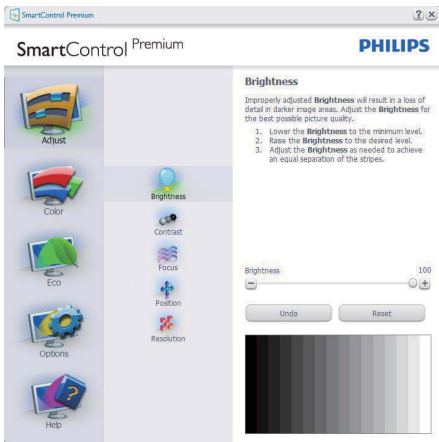 SmartControl Premium
? x
SmartControl Premium
PHILIPS
Adjust
Color
Eco
Options
Help
Brightness
Contrast
Focus
Position
Resolution
Brightness
Improperly adjusted Brightness will result in a loss of
detail in darker image areas. Adjust the Brightness for
the best possible picture quality.
1. Lower the Brightness to the minimum level.
2. Raise the Brightness to the desired level.
3. Adjust the Brightness as needed to achieve
an equal separation of the stripes.
Brightness 100
- +
Undo Reset